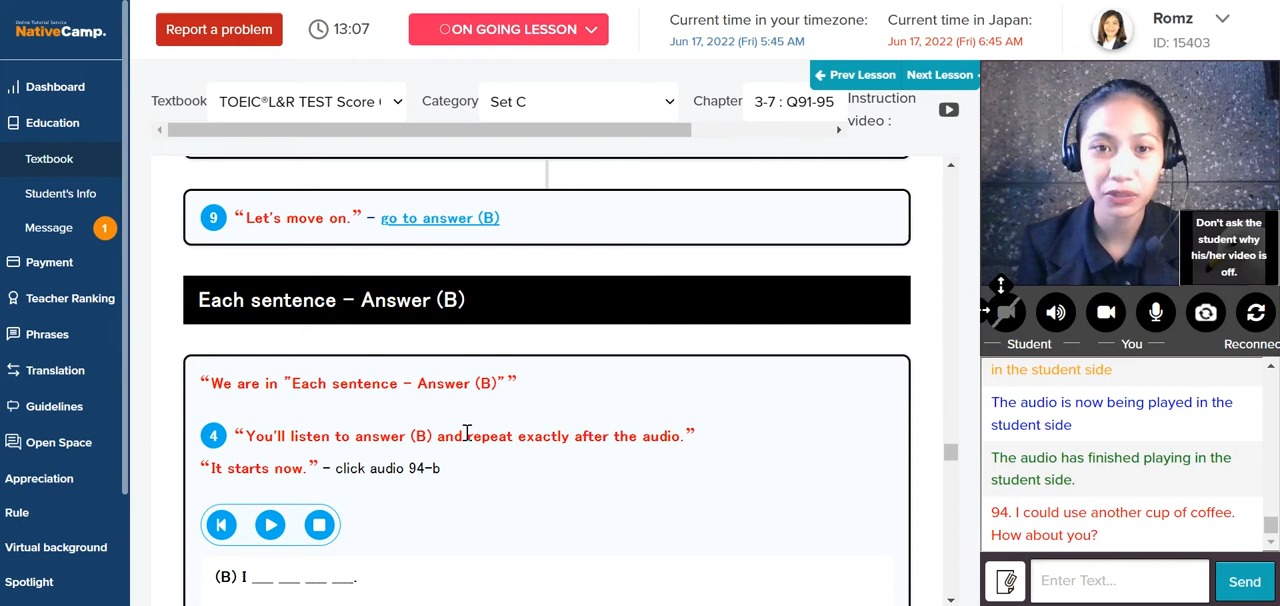 Online Tutorial Service
NativeCamp.
Report a problem
13:07
ON GOING LESSON
Current time in your timezone:
Jun 17, 2022 (Fri) 5:45 AM
Current time in Japan:
Jun 17, 2022 (Fri) 6:45 AM
Romz
ID: 15403
Dashboard
Education
Textbook
Student's Info
Message
1
Payment
Teacher Ranking
Phrases
Translation
Guidelines
Open Space
Appreciation
Rule
Virtual background
Spotlight
Prev Lesson
Next Lesson
Textbook
TOEIC®L&R TEST Score
Category
Set C
Chapter
3-7 : Q91-95
Instruction
video :
9 "Let's move on." - go to answer (B)
Each sentence - Answer (B)
"We are in "Each sentence - Answer (B)""
4 "You'll listen to answer (B) and repeat exactly after the audio."
"It starts now." - click audio 94-b
(B) I ___ ___ ___ ___.
Don't ask the
student why
his/her video is
off.
Student
You
Reconnec
in the student side
The audio is now being played in the
student side
The audio has finished playing in the
student side.
94. I could use another cup of coffee.
How about you?
Enter Text...
Send